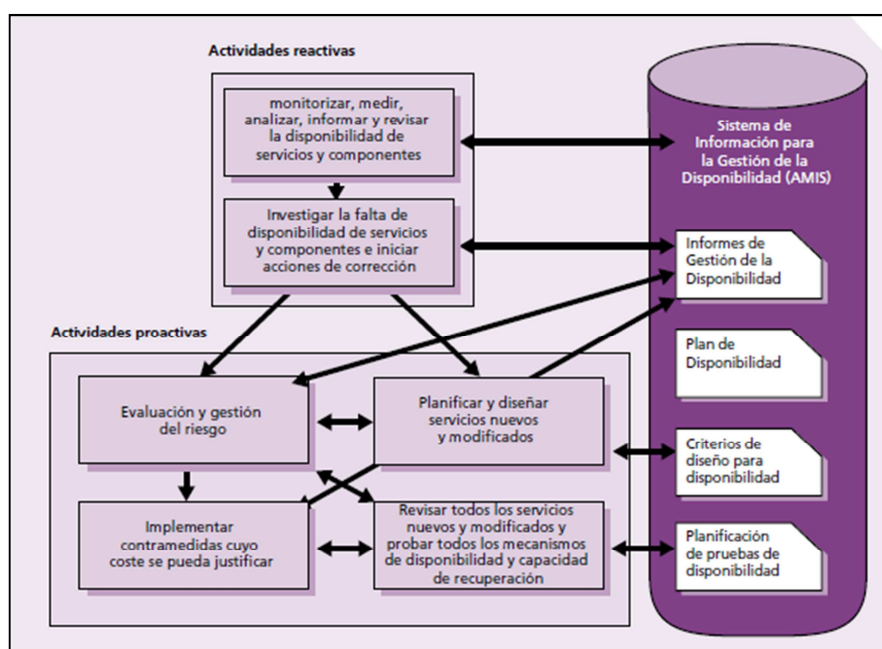 Actividades reactivas
monitorizar, medir,
analizar, informar y revisar
la disponibilidad de
servicios y componentes
Investigar la falta de
disponibilidad de servicios
y componentes e iniciar
acciones de corrección
Actividades proactivas
Evaluación y gestión
del riesgo
Planificar y diseñar
servicios nuevos
y modificados
Implementar
contramedidas cuyo
coste se pueda justificar
Revisar todos los servicios
nuevos y modificados y
probar todos los mecanismos
de disponibilidad y capacidad
de recuperación
Sistema de
Información para
la Gestión de la
Disponibilidad (AMIS)
Informes de
Gestión de la
Disponibilidad
Plan de
Disponibilidad
Criterios de
diseño para
disponibilidad
Planificación
de pruebas de
disponibilidad